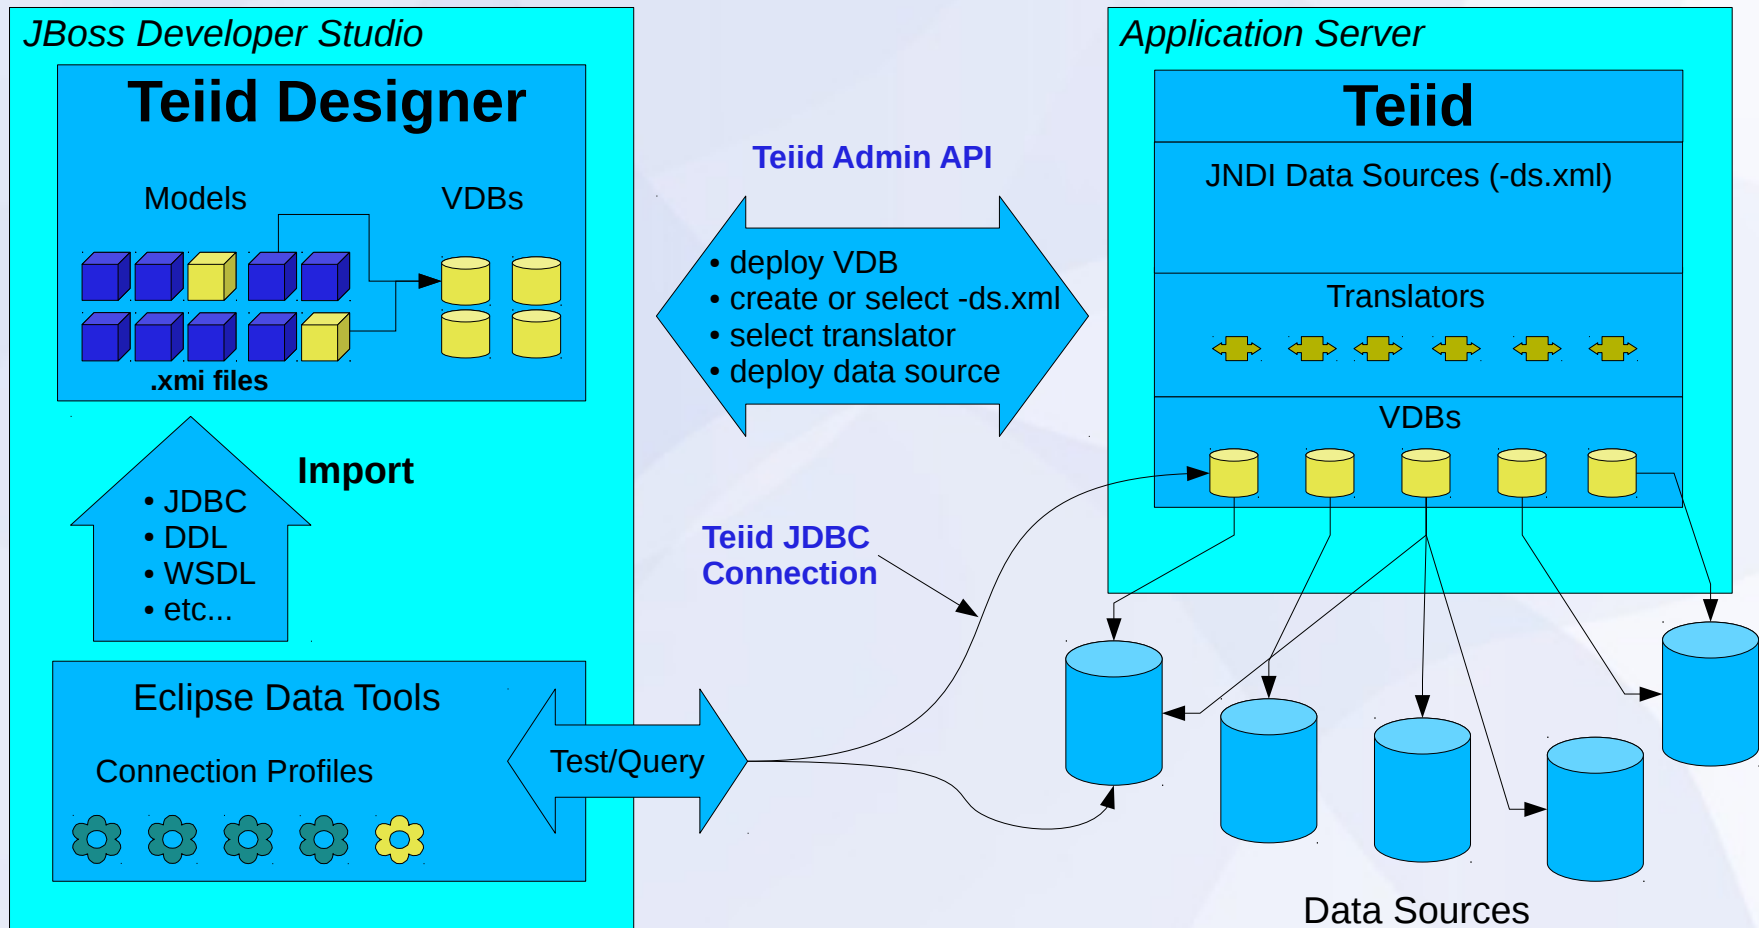 JBoss Developer Studio
Teiid Designer
Models
VDBs
.xmi files
Import
• JDBC
• DDL
• WSDL
• etc...
Eclipse Data Tools
Connection Profiles
Test/Query
Teiid Admin API
• deploy VDB
• create or select -ds.xml
• select translator
• deploy data source
Teiid JDBC
Connection
Application Server
Teiid
JNDI Data Sources (-ds.xml)
Translators
VDBs
Data Sources